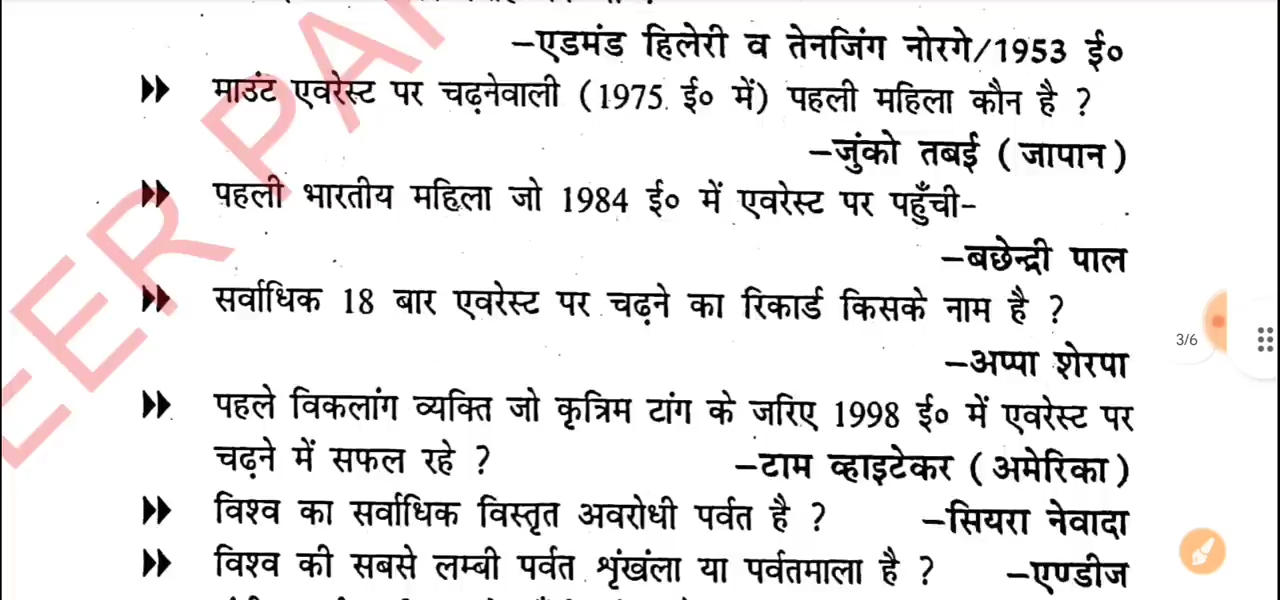 –एडमंड हिलेरी व तेनजिंग नोरगे/1953 ई०
माउंट एवरेस्ट पर चढ़नेवाली (1975 ई० में) पहली महिला कौन है ?
–जुंको तबई (जापान)
पहली भारतीय महिला जो 1984 ई० में एवरेस्ट पर पहुँची-
–बछेन्द्री पाल
सर्वाधिक 18 बार एवरेस्ट पर चढ़ने का रिकार्ड किसके नाम है ?
3/6
–अप्पा शेरपा
पहले विकलांग व्यक्ति जो कृत्रिम टांग के जरिए 1998 ई० में एवरेस्ट पर
चढ़ने में सफल रहे ? –टाम व्हाइटेकर (अमेरिका)
विश्व का सर्वाधिक विस्तृत अवरोधी पर्वत है ? –सियरा नेवादा
विश्व की सबसे लम्बी पर्वत श्रृंखंला या पर्वतमाला है ? –एण्डीज